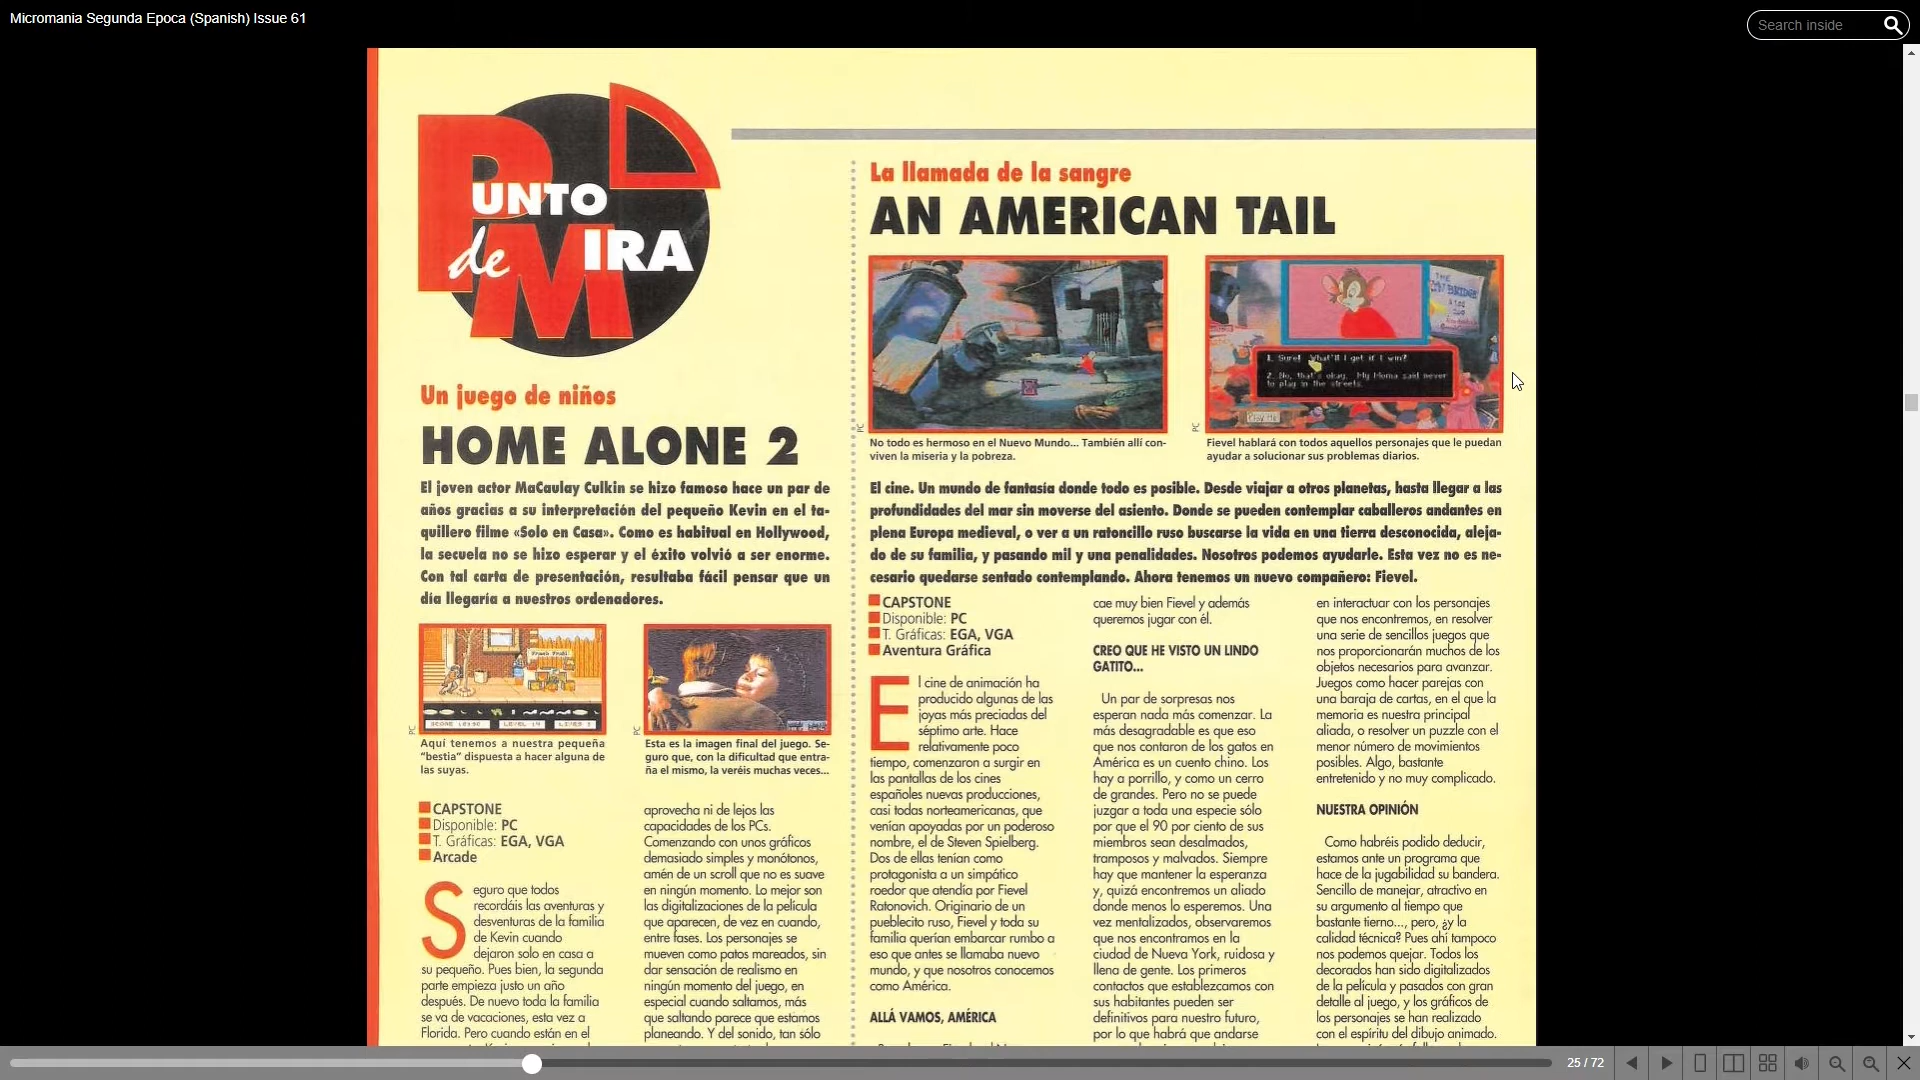 Micromania Segunda Epoca (Spanish) Issue 61
Search inside
PUNTO
de MIRA
Un juego de niños
HOME ALONE 2
El joven actor MaCaulay Culkin se hizo famoso hace un par de
años gracias a su interpretación del pequeño Kevin en el ta-
quillero filme «Solo en Casa». Como es habitual en Hollywood,
la secuela no se hizo esperar y el éxito volvió a ser enorme.
Con tal carta de presentación, resultaba fácil pensar que un
día llegaría a nuestros ordenadores.
PC
Aquí tenemos a nuestra pequeña
"bestia" dispuesta a hacer alguna de
las suyas.
PC
Esta es la imagen final del juego. Se-
guro que, con la dificultad que entra-
ña el mismo, la veréis muchas veces...
CAPSTONE
Disponible: PC
T. Gráficas: EGA, VGA
Arcade
Seguro que todos
recordáis las aventuras y
desventuras de la familia
de Kevin cuando
dejaron solo en casa a
su pequeño. Pues bien, la segunda
parte empieza justo un año
después. De nuevo toda la familia
se va de vacaciones, esta vez a
Florida. Pero cuando están en el
aprovecha ni de lejos las
capacidades de los PCs.
Comenzando con unos gráficos
demasiado simples y monótonos,
amén de un scroll que no es suave
en ningún momento. Lo mejor son
las digitalizaciones de la película
que aparecen, de vez en cuando,
entre fases. Los personajes se
mueven como patos mareados, sin
dar sensación de realismo en
ningún momento del juego, en
especial cuando saltamos, más
que saltando parece que estamos
planeando. Y del sonido, tan sólo
La llamada de la sangre
AN AMERICAN TAIL
PC
No todo es hermoso en el Nuevo Mundo... También allí con-
viven la miseria y la pobreza.
1. Sure! What'll I get if I win?
2. No, that's okay. My Mama said never
to play in the streets.
PC
Fievel hablará con todos aquellos personajes que le puedan
ayudar a solucionar sus problemas diarios.
El cine. Un mundo de fantasía donde todo es posible. Desde viajar a otros planetas, hasta llegar a las
profundidades del mar sin moverse del asiento. Donde se pueden contemplar caballeros andantes en
plena Europa medieval, o ver a un ratoncillo ruso buscarse la vida en una tierra desconocida, aleja-
do de su familia, y pasando mil y una penalidades. Nosotros podemos ayudarle. Esta vez no es ne-
cesario quedarse sentado contemplando. Ahora tenemos un nuevo compañero: Fievel.
CAPSTONE
Disponible: PC
T. Gráficas: EGA, VGA
Aventura Gráfica
El cine de animación ha
producido algunas de las
joyas más preciadas del
séptimo arte. Hace
relativamente poco
tiempo, comenzaron a surgir en
las pantallas de los cines
españoles nuevas producciones,
casi todas norteamericanas, que
venían apoyadas por un poderoso
nombre, el de Steven Spielberg.
Dos de ellas tenían como
protagonista a un simpático
roedor que atendía por Fievel
Ratonovich. Originario de un
pueblecito ruso, Fievel y toda su
familia querían embarcar rumbo a
eso que antes se llamaba nuevo
mundo, y que nosotros conocemos
como América.
ALLÁ VAMOS, AMÉRICA
cae muy bien Fievel y además
queremos jugar con él.
CREO QUE HE VISTO UN LINDO
GATITO...
Un par de sorpresas nos
esperan nada más comenzar. La
más desagradable es que eso
que nos contaron de los gatos en
América es un cuento chino. Los
hay a porrillo, y como un cerro
de grandes. Pero no se puede
juzgar a toda una especie sólo
por que el 90 por ciento de sus
miembros sean desalmados,
tramposos y malvados. Siempre
hay que mantener la esperanza
y, quizá encontremos un aliado
donde menos lo esperemos. Una
vez mentalizados, observaremos
que nos encontramos en la
ciudad de Nueva York, ruidosa y
llena de gente. Los primeros
contactos que establezcamos con
sus habitantes pueden ser
definitivos para nuestro futuro,
por lo que habrá que andarse
en interactuar con los personajes
que nos encontremos, en resolver
una serie de sencillos juegos que
nos proporcionarán muchos de los
objetos necesarios para avanzar.
Juegos como hacer parejas con
una baraja de cartas, en el que la
memoria es nuestra principal
aliada, o resolver un puzzle con el
menor número de movimientos
posibles. Algo, bastante
entretenido y no muy complicado.
NUESTRA OPINIÓN
Como habréis podido deducir,
estamos ante un programa que
hace de la jugabilidad su bandera.
Sencillo de manejar, atractivo en
su argumento al tiempo que
bastante tierno..., pero, ¿y la
calidad técnica? Pues ahí tampoco
nos podemos quejar. Todos los
decorados han sido digitalizados
de la película y pasados con gran
detalle al juego, y los gráficos de
los personajes se han realizado
con el espíritu del dibujo animado.
25 / 72